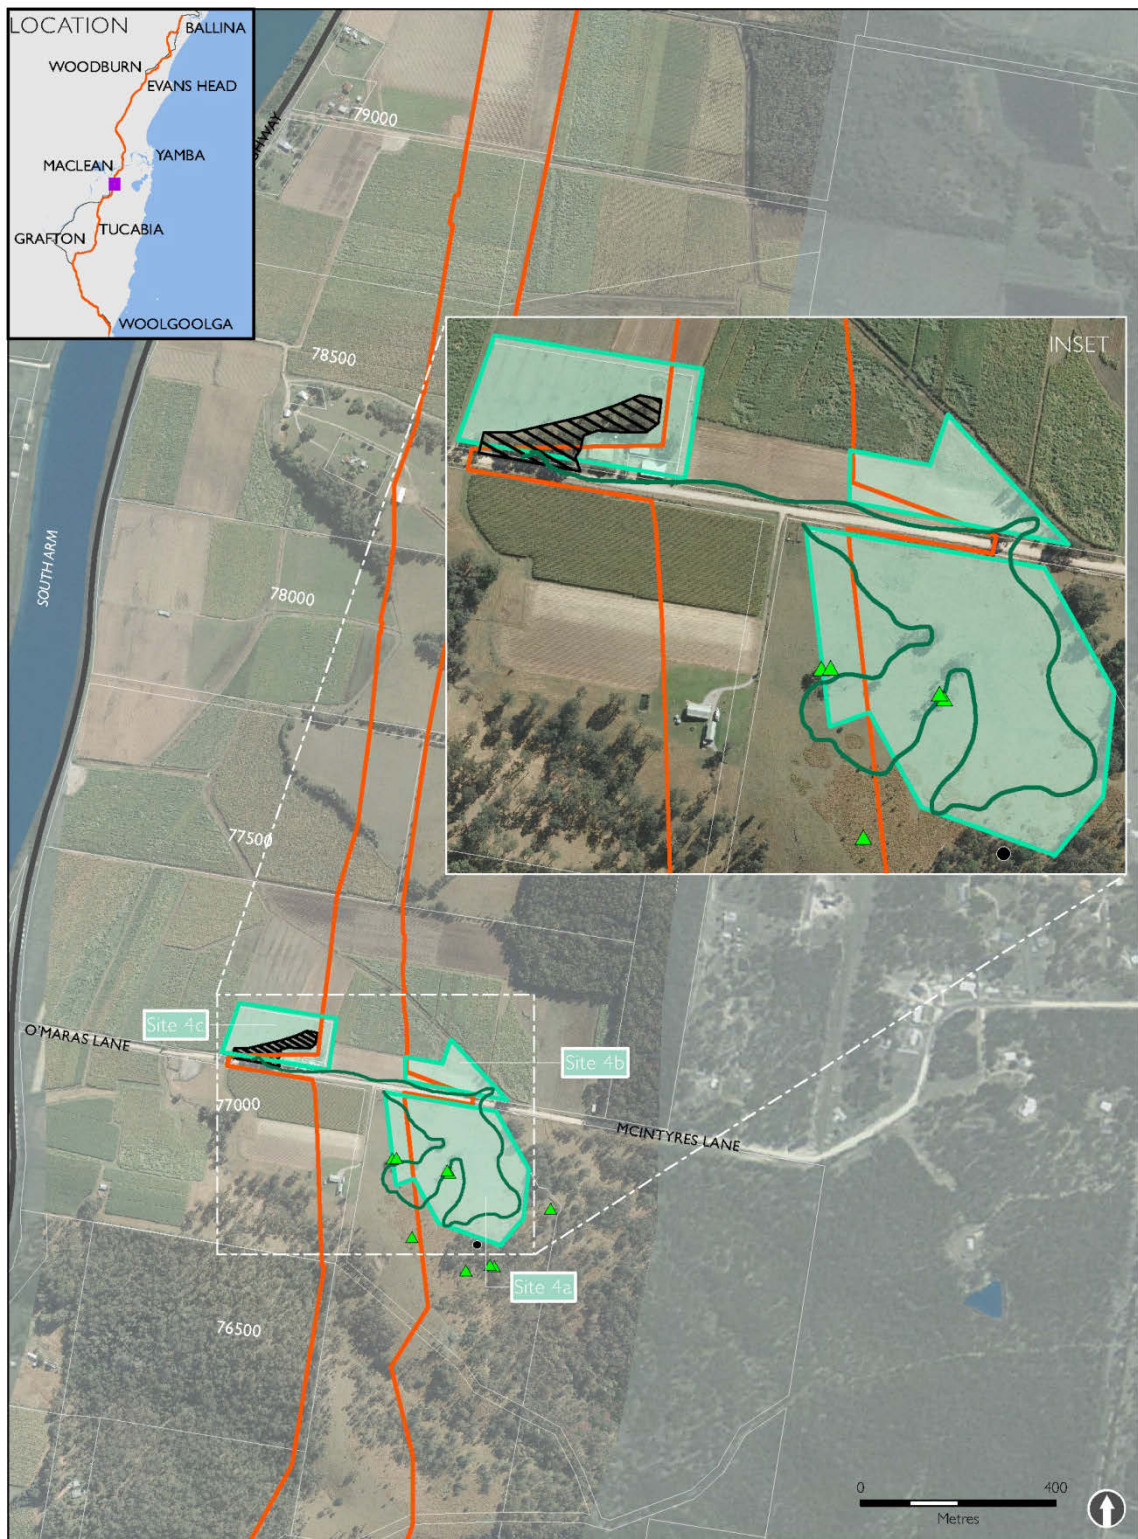 LOCATION
BALLINA
WOODBURN
EVANS HEAD
YAMBA
MACLEAN
TUCABIA
GRAFTON
WOOLGOOLGA
79000
78500
INSET
SOUTH ARM
78000
77500
Site 4c
O'MARAS LANE
Site 4b
77000
MCINTYRES LANE
Site 4a
76500
0 400
Metres